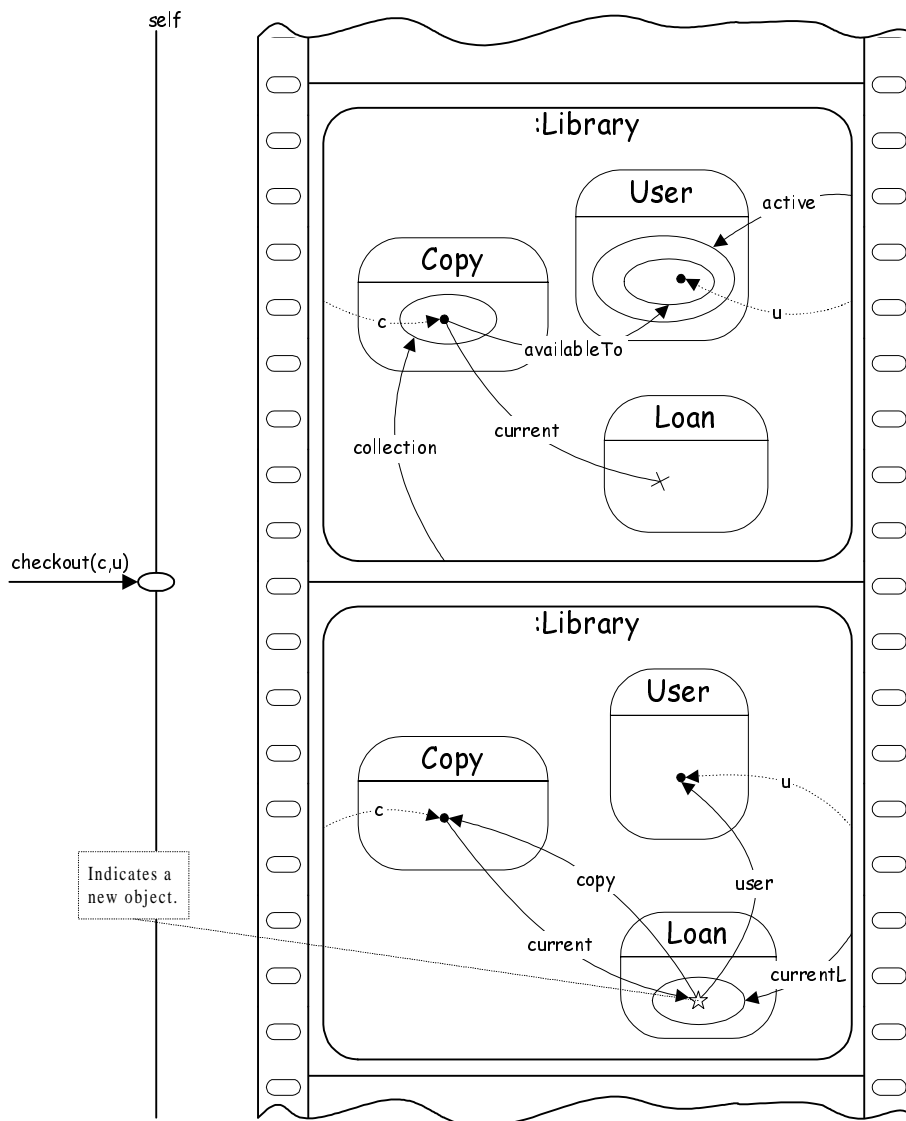 self
:Library
User
active
Copy
c
u
availableTo
Loan
current
collection
checkout(c,u)
:Library
User
Copy
u
c
Indicates a
new object.
copy
user
Loan
current
currentL